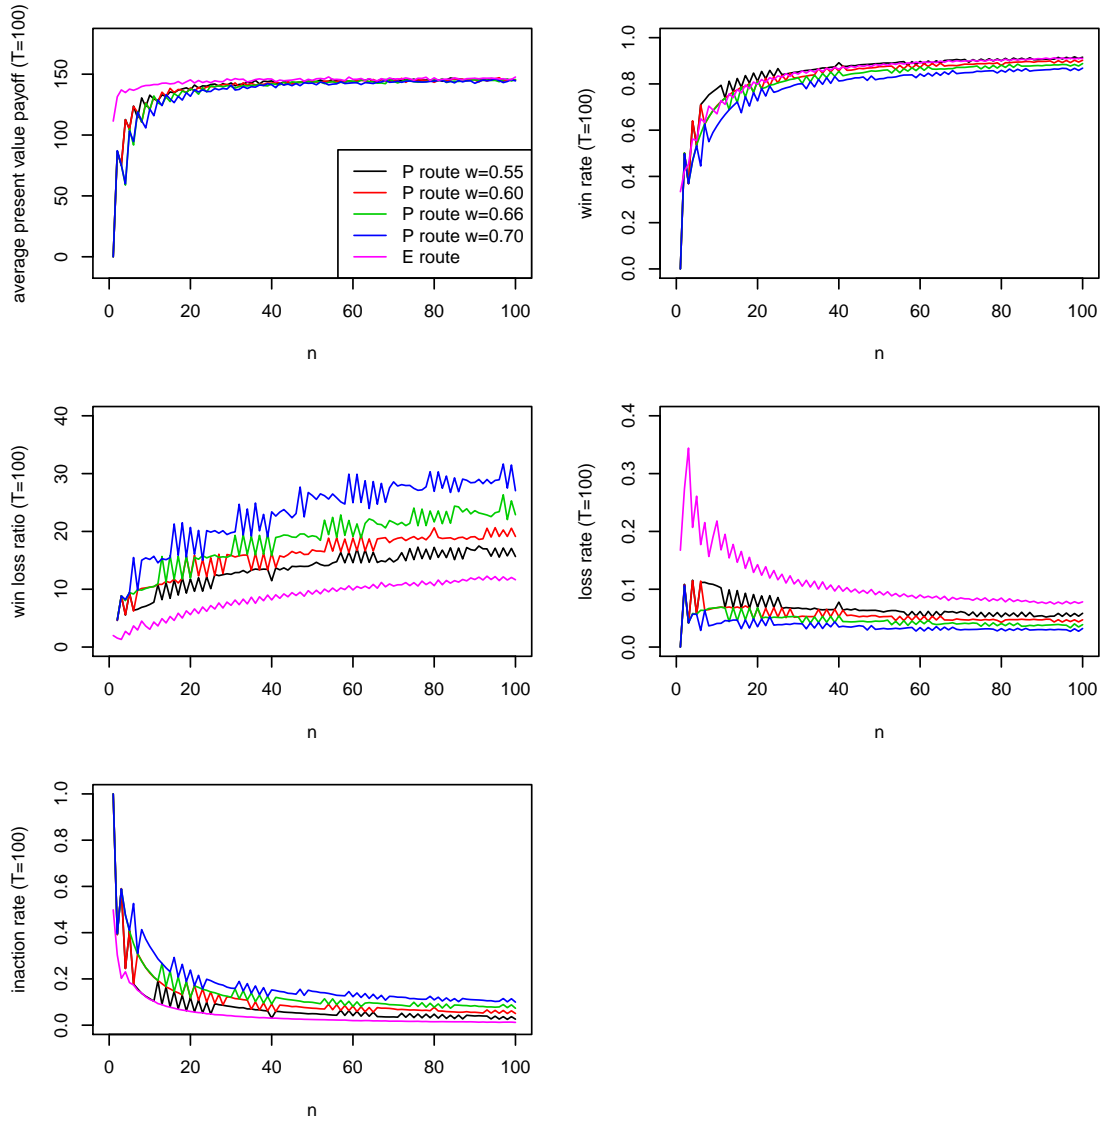 average present value payoff (T=100)
0 50 100 150
0 20 40 60 80 100
n
P route w=0.55
P route w=0.60
P route w=0.66
P route w=0.70
E route
win rate (T=100)
0.0 0.2 0.4 0.6 0.8 1.0
0 20 40 60 80 100
n
win loss ratio (T=100)
0 10 20 30 40
0 20 40 60 80 100
n
loss rate (T=100)
0.0 0.1 0.2 0.3 0.4
0 20 40 60 80 100
n
inaction rate (T=100)
0.0 0.2 0.4 0.6 0.8 1.0
0 20 40 60 80 100
n